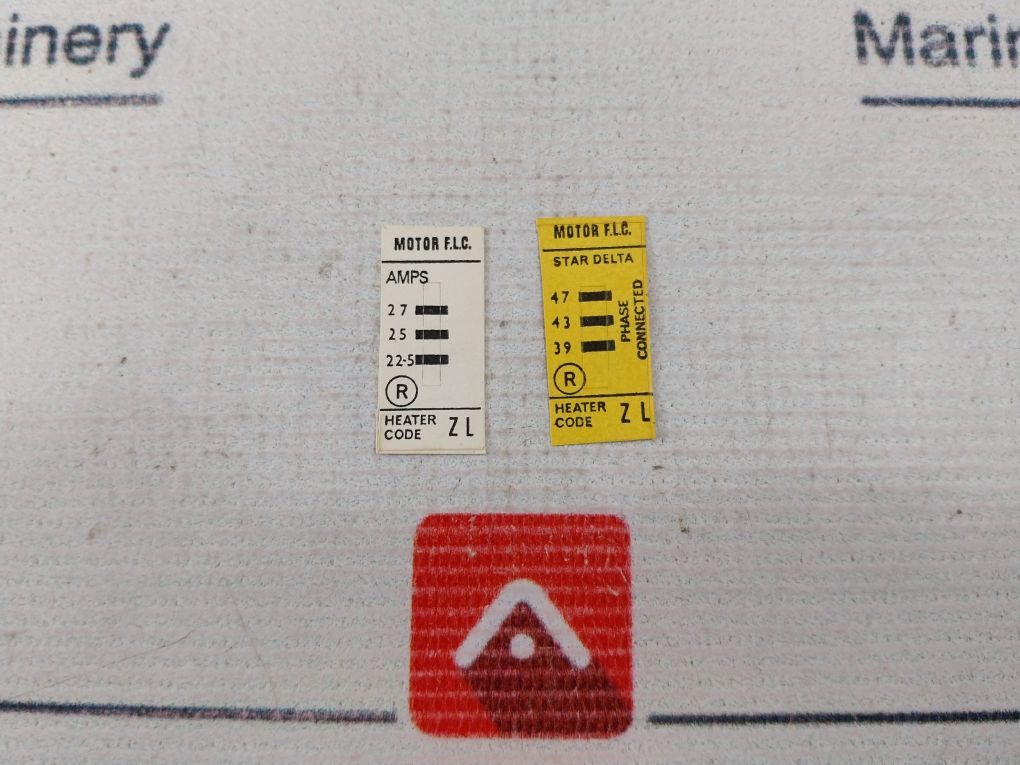 inery
Marin
MOTOR F.L.C.
AMPS
27
25
22·5
R
HEATER
CODE
ZL
MOTOR F.L.C.
STAR DELTA
47
43
39
PHASE
CONNECTED
R
HEATER
CODE
ZL